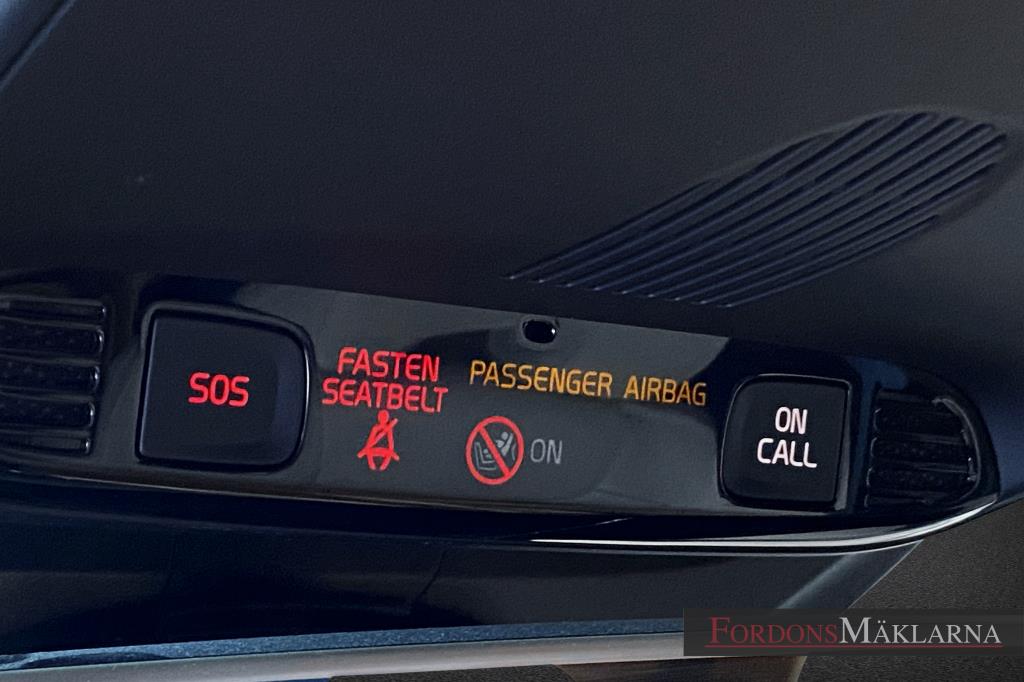 SOS
FASTEN
SEATBELT
PASSENGER AIRBAG
ON
ON
CALL
FORDONSMÄKLARNA